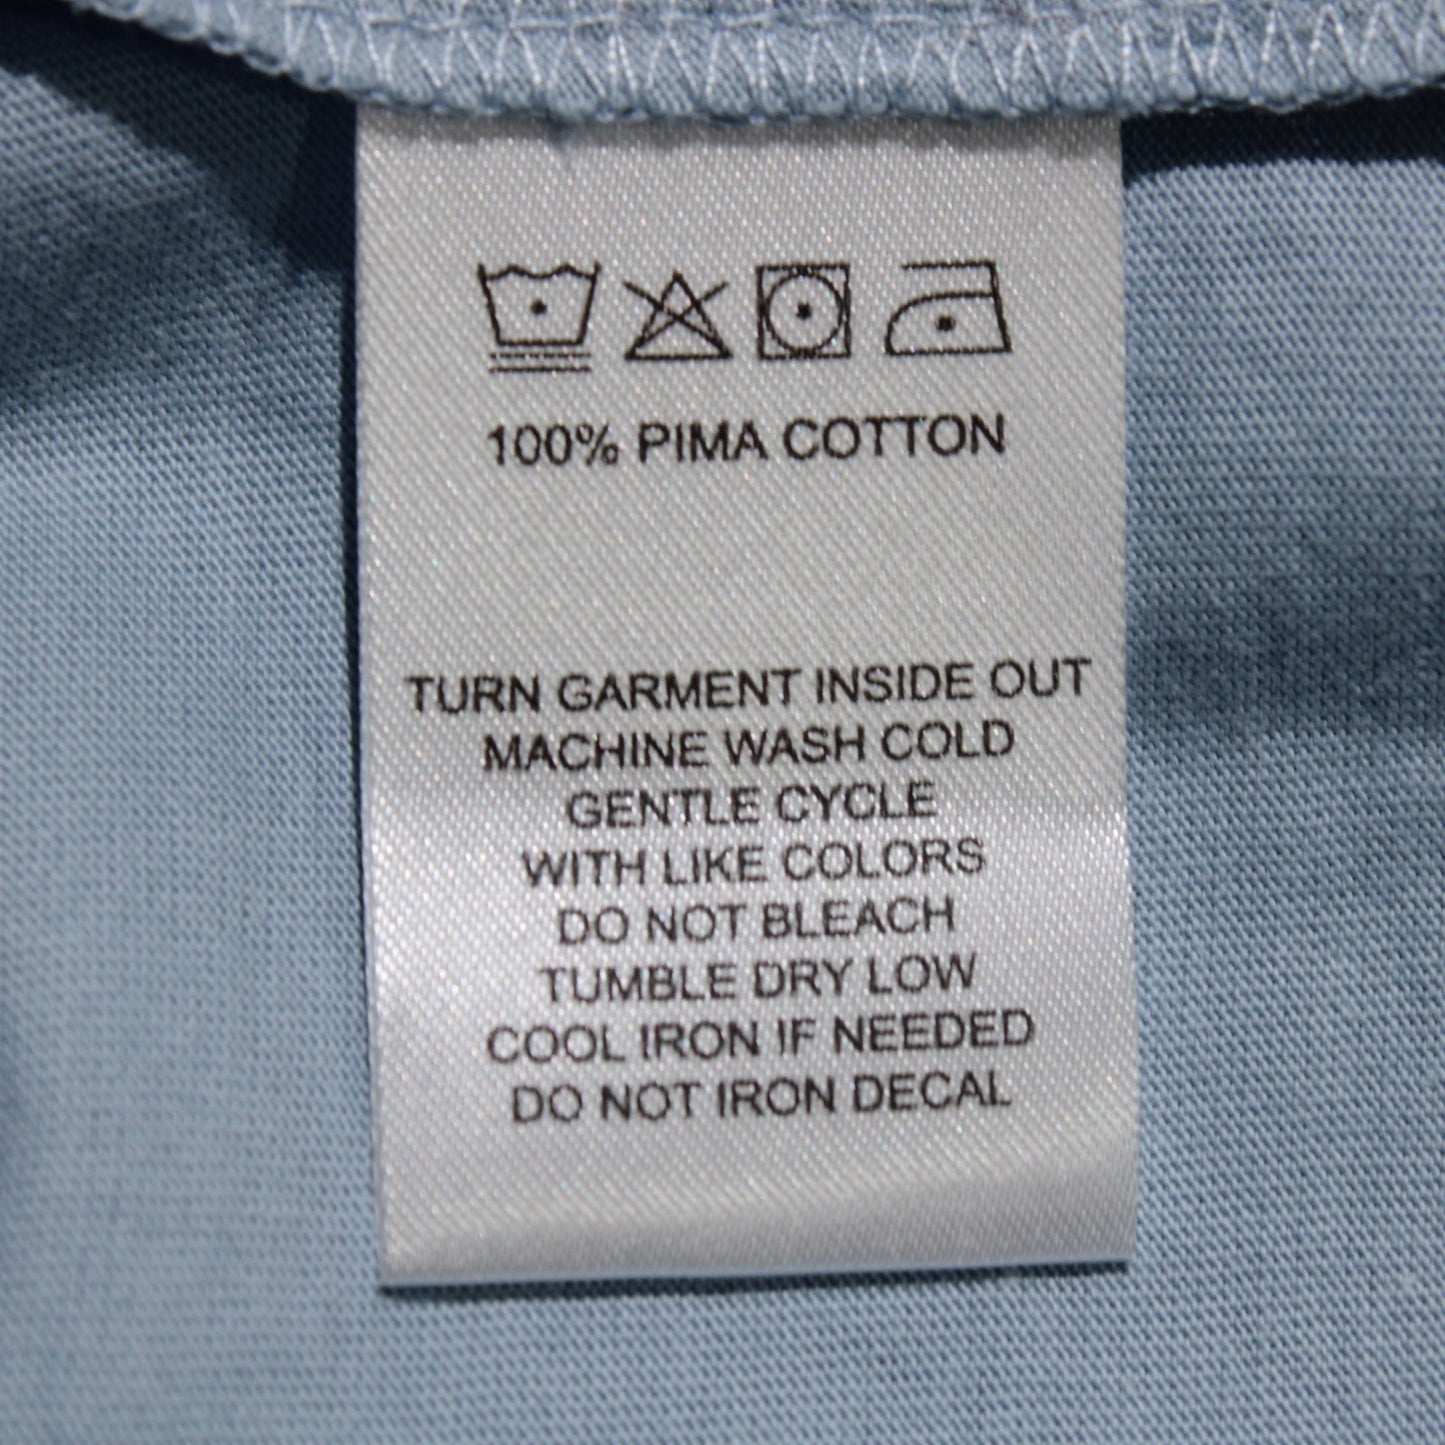 100% PIMA COTTON
TURN GARMENT INSIDE OUT
MACHINE WASH COLD
GENTLE CYCLE
WITH LIKE COLORS
DO NOT BLEACH
TUMBLE DRY LOW
COOL IRON IF NEEDED
DO NOT IRON DECAL